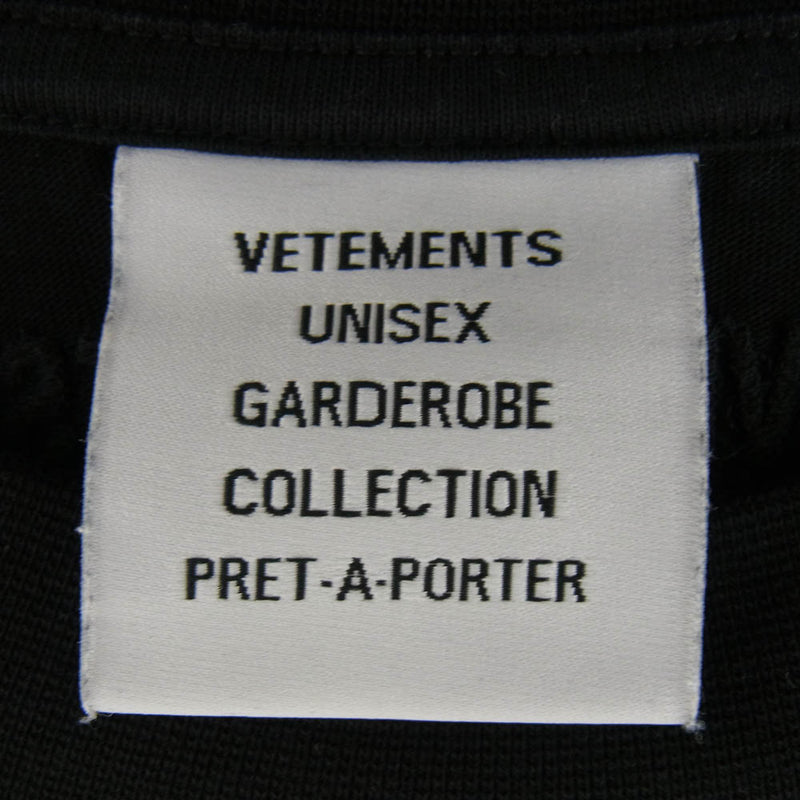 VETEMENTS
UNISEX
GARDEROBE
COLLECTION
PRET-A-PORTER